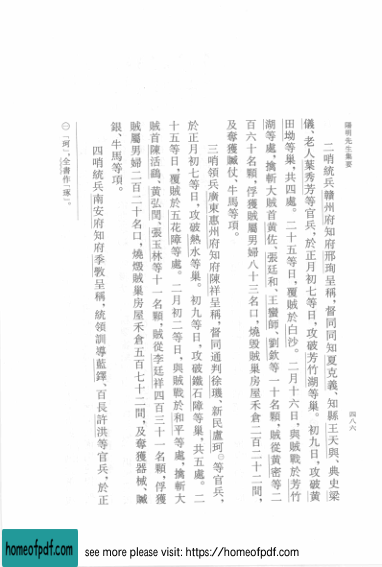 陽明先生集要
四八六
二哨統兵贛州府知府邢珣呈稱，督同同知夏克義、知縣王天與、典史梁
儀、老人葉秀芳等官兵，於正月初七等日，攻破芳竹湖等巢。初九日，攻破黃
田坳等巢，共四處。二十五等日，覆賊於白沙。二月十六日，與賊戰於芳竹
湖等處，擒斬大賊首黃佐、張廷和、王蠻師、劉欽等一十名顆，賊從黃密等二
百六十名顆，俘獲賊屬男婦八十三名口，燒毀賊巢房屋禾倉二百二十二間，
及奪獲贓仗、牛馬等項。
三哨領兵廣東惠州府知府陳祥呈稱，督同通判徐璣、新民盧珂㊀等官兵，
於正月初七等日，攻破熱水等巢。初九等日，攻破鐵石障等巢，共五處。二
十五等日，覆賊於五花障等處。二月初二等日，與賊戰於和平等處，擒斬大
賊首陳活鷂、黃弘閏、張玉林等十一名顆，賊從李廷祥四百三十一名顆，俘獲
賊屬男婦二百二十名口，燒毀賊巢房屋禾倉五百七十二間，及奪獲器械、贓
銀、牛馬等項。
四哨統兵南安府知府季斆呈稱，統領訓導藍鐸、百長許洪等官兵，於正
㊀「珂」，全書作「琢」。
homeofpdf.com
see more please visit: https://homeofpdf.com